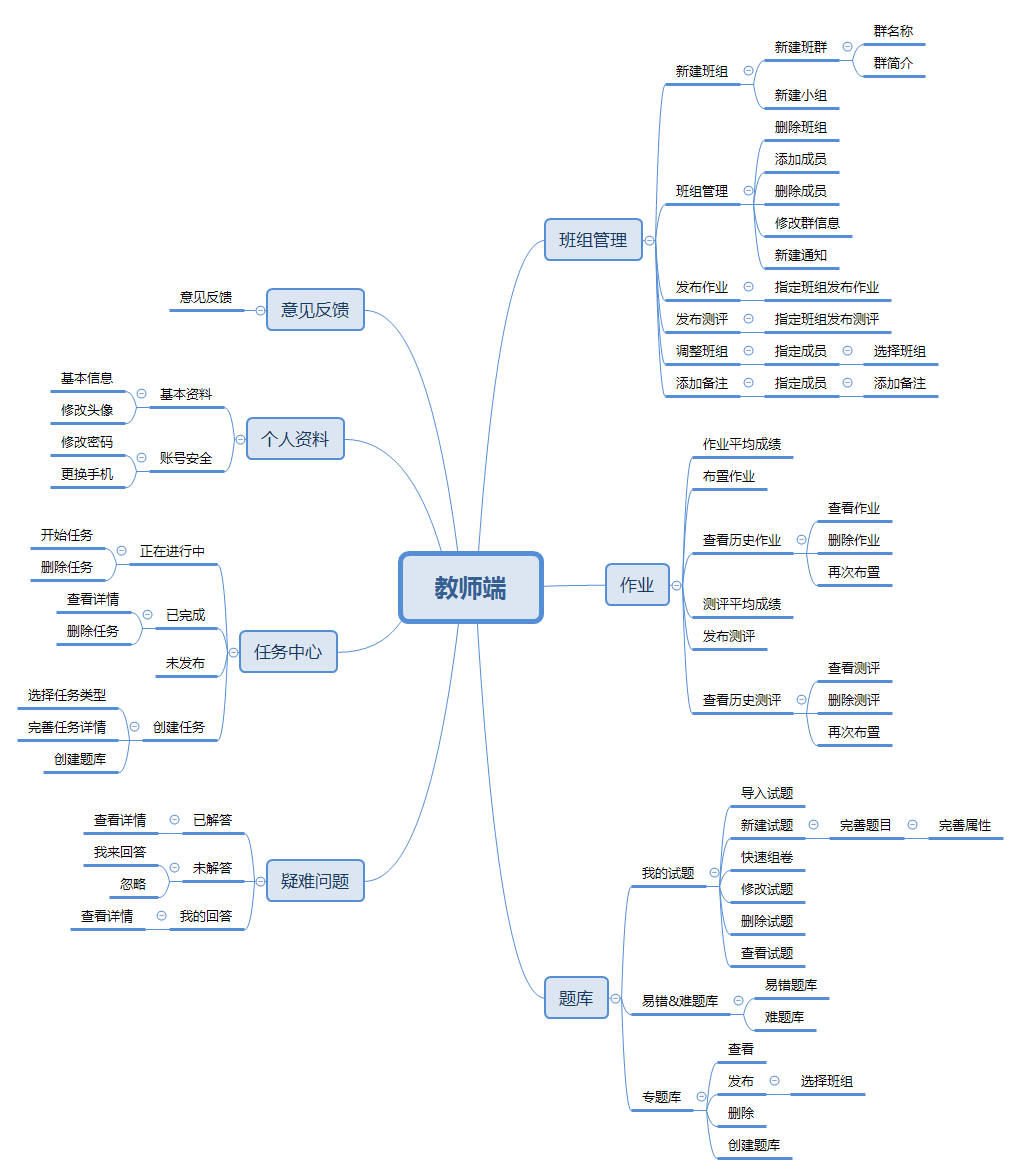 教师端
班组管理
新建班组
新建班群
群名称
群简介
新建小组
班组管理
删除班组
添加成员
删除成员
修改群信息
新建通知
发布作业
指定班组发布作业
发布测评
指定班组发布测评
调整班组
指定成员
选择班组
添加备注
指定成员
添加备注
作业
作业平均成绩
布置作业
查看历史作业
查看作业
删除作业
再次布置
测评平均成绩
发布测评
查看历史测评
查看测评
删除测评
再次布置
题库
我的试题
导入试题
新建试题
完善题目
完善属性
快速组卷
修改试题
删除试题
查看试题
易错&难题库
易错题库
难题库
专题库
查看
发布
选择班组
删除
创建题库
意见反馈
意见反馈
个人资料
基本资料
基本信息
修改头像
账号安全
修改密码
更换手机
任务中心
正在进行中
开始任务
删除任务
已完成
查看详情
删除任务
未发布
创建任务
选择任务类型
完善任务详情
创建题库
疑难问题
已解答
查看详情
未解答
我来回答
忽略
我的回答
查看详情